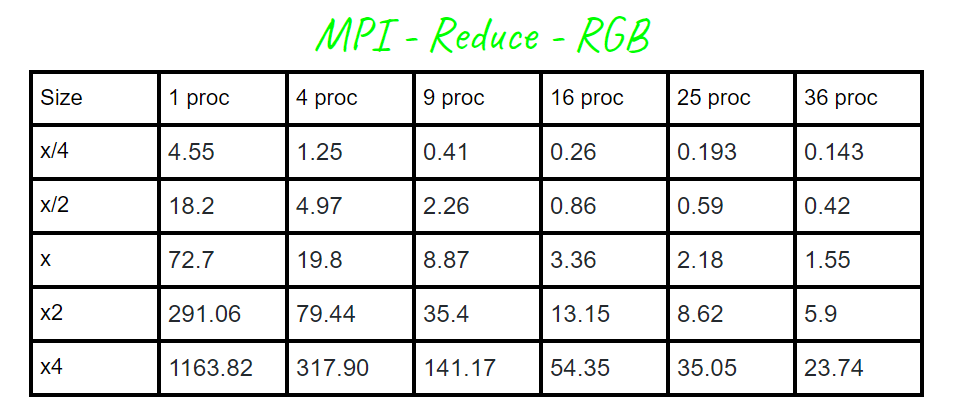 MPI - Reduce - RGB
Size 1 proc 4 proc 9 proc 16 proc 25 proc 36 proc
x/4 4.55 1.25 0.41 0.26 0.193 0.143
x/2 18.2 4.97 2.26 0.86 0.59 0.42
x 72.7 19.8 8.87 3.36 2.18 1.55
x2 291.06 79.44 35.4 13.15 8.62 5.9
x4 1163.82 317.90 141.17 54.35 35.05 23.74